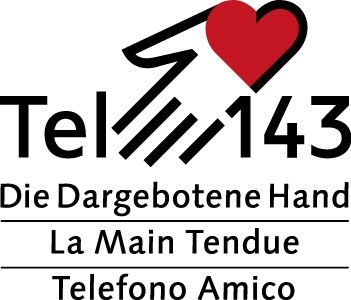 Tel 143
Die Dargebotene Hand
La Main Tendue
Telefono Amico